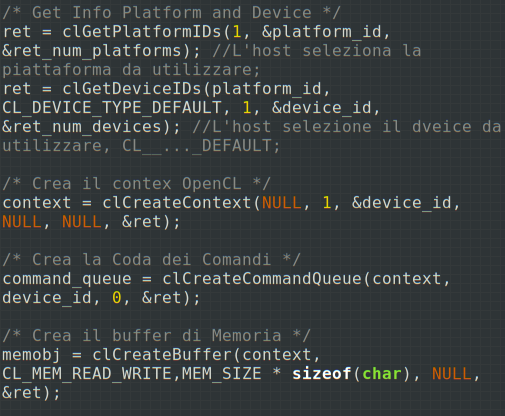 /* Get Info Platform and Device */
ret = clGetPlatformIDs(1, &platform_id,
&ret_num_platforms); //L'host seleziona la
piattaforma da utilizzare;
ret = clGetDeviceIDs(platform_id,
CL_DEVICE_TYPE_DEFAULT, 1, &device_id,
&ret_num_devices); //L'host selezione il dveice da
utilizzare, CL__..._DEFAULT;

/* Crea il contex OpenCL */
context = clCreateContext(NULL, 1, &device_id,
NULL, NULL, &ret);

/* Crea la Coda dei Comandi */
command_queue = clCreateCommandQueue(context,
device_id, 0, &ret);

/* Crea il buffer di Memoria */
memobj = clCreateBuffer(context,
CL_MEM_READ_WRITE,MEM_SIZE * sizeof(char), NULL,
&ret);